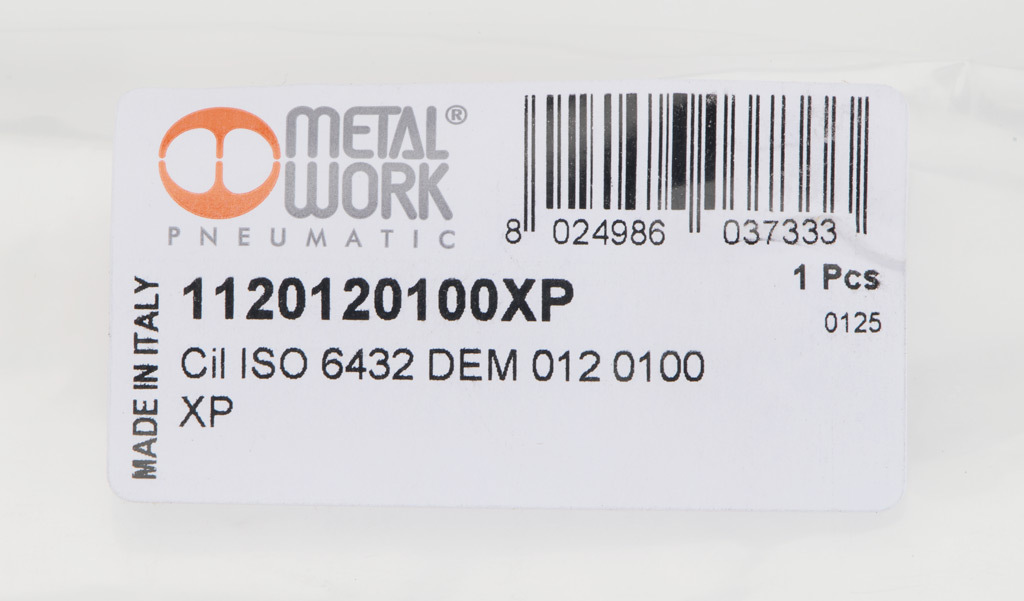 METAL®
WORK
PNEUMATIC
8 024986 037333
1120120100XP
1 Pcs
0125
Cil ISO 6432 DEM 012 0100
XP
MADE IN ITALY